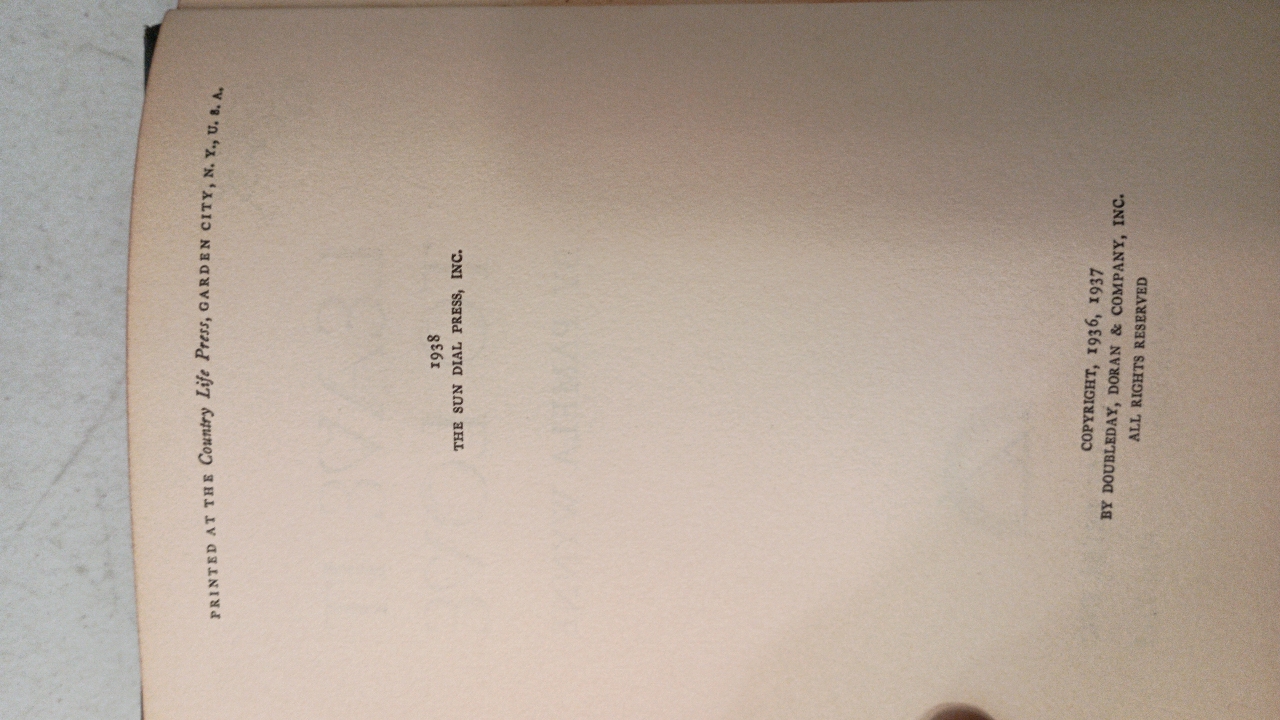 PRINTED AT THE Country Life Press, GARDEN CITY, N. Y., U. S. A.
1938
THE SUN DIAL PRESS, INC.
COPYRIGHT, 1936, 1937
BY DOUBLEDAY, DORAN & COMPANY, INC.
ALL RIGHTS RESERVED